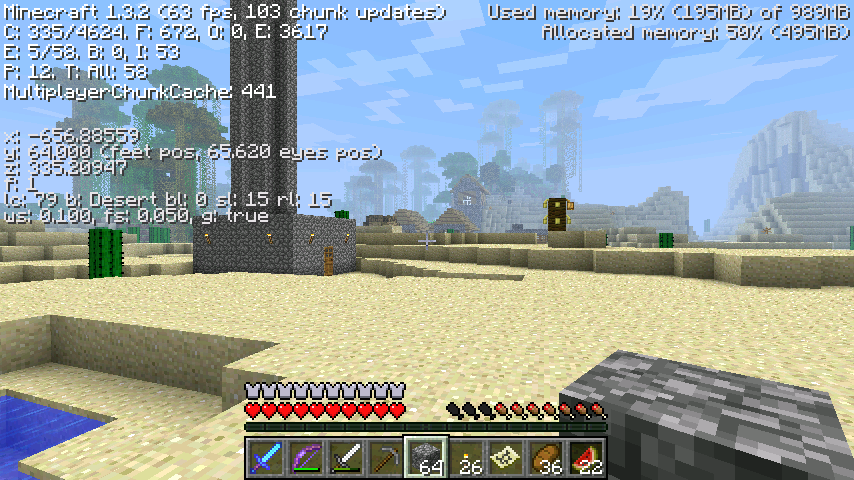 Minecraft 1.3.2 (63 fps, 103 chunk updates)
C: 335/4624, F: 672, O: 0, E: 3617
E: 5/58, B: 0, I: 53
P: 12, T: All: 58
MultiplayerChunkCache: 441
x: -656.88559
y: 64.000 (feet pos, 65.620 eyes pos)
z: 335.20947
f: 1
lc: 79 b: Desert bl: 0 sl: 15 rl: 15
ws: 0.100, fs: 0.050, g: true
Used memory: 19% (195MB) of 989MB
Allocated memory: 50% (495MB)
64 26 36 22